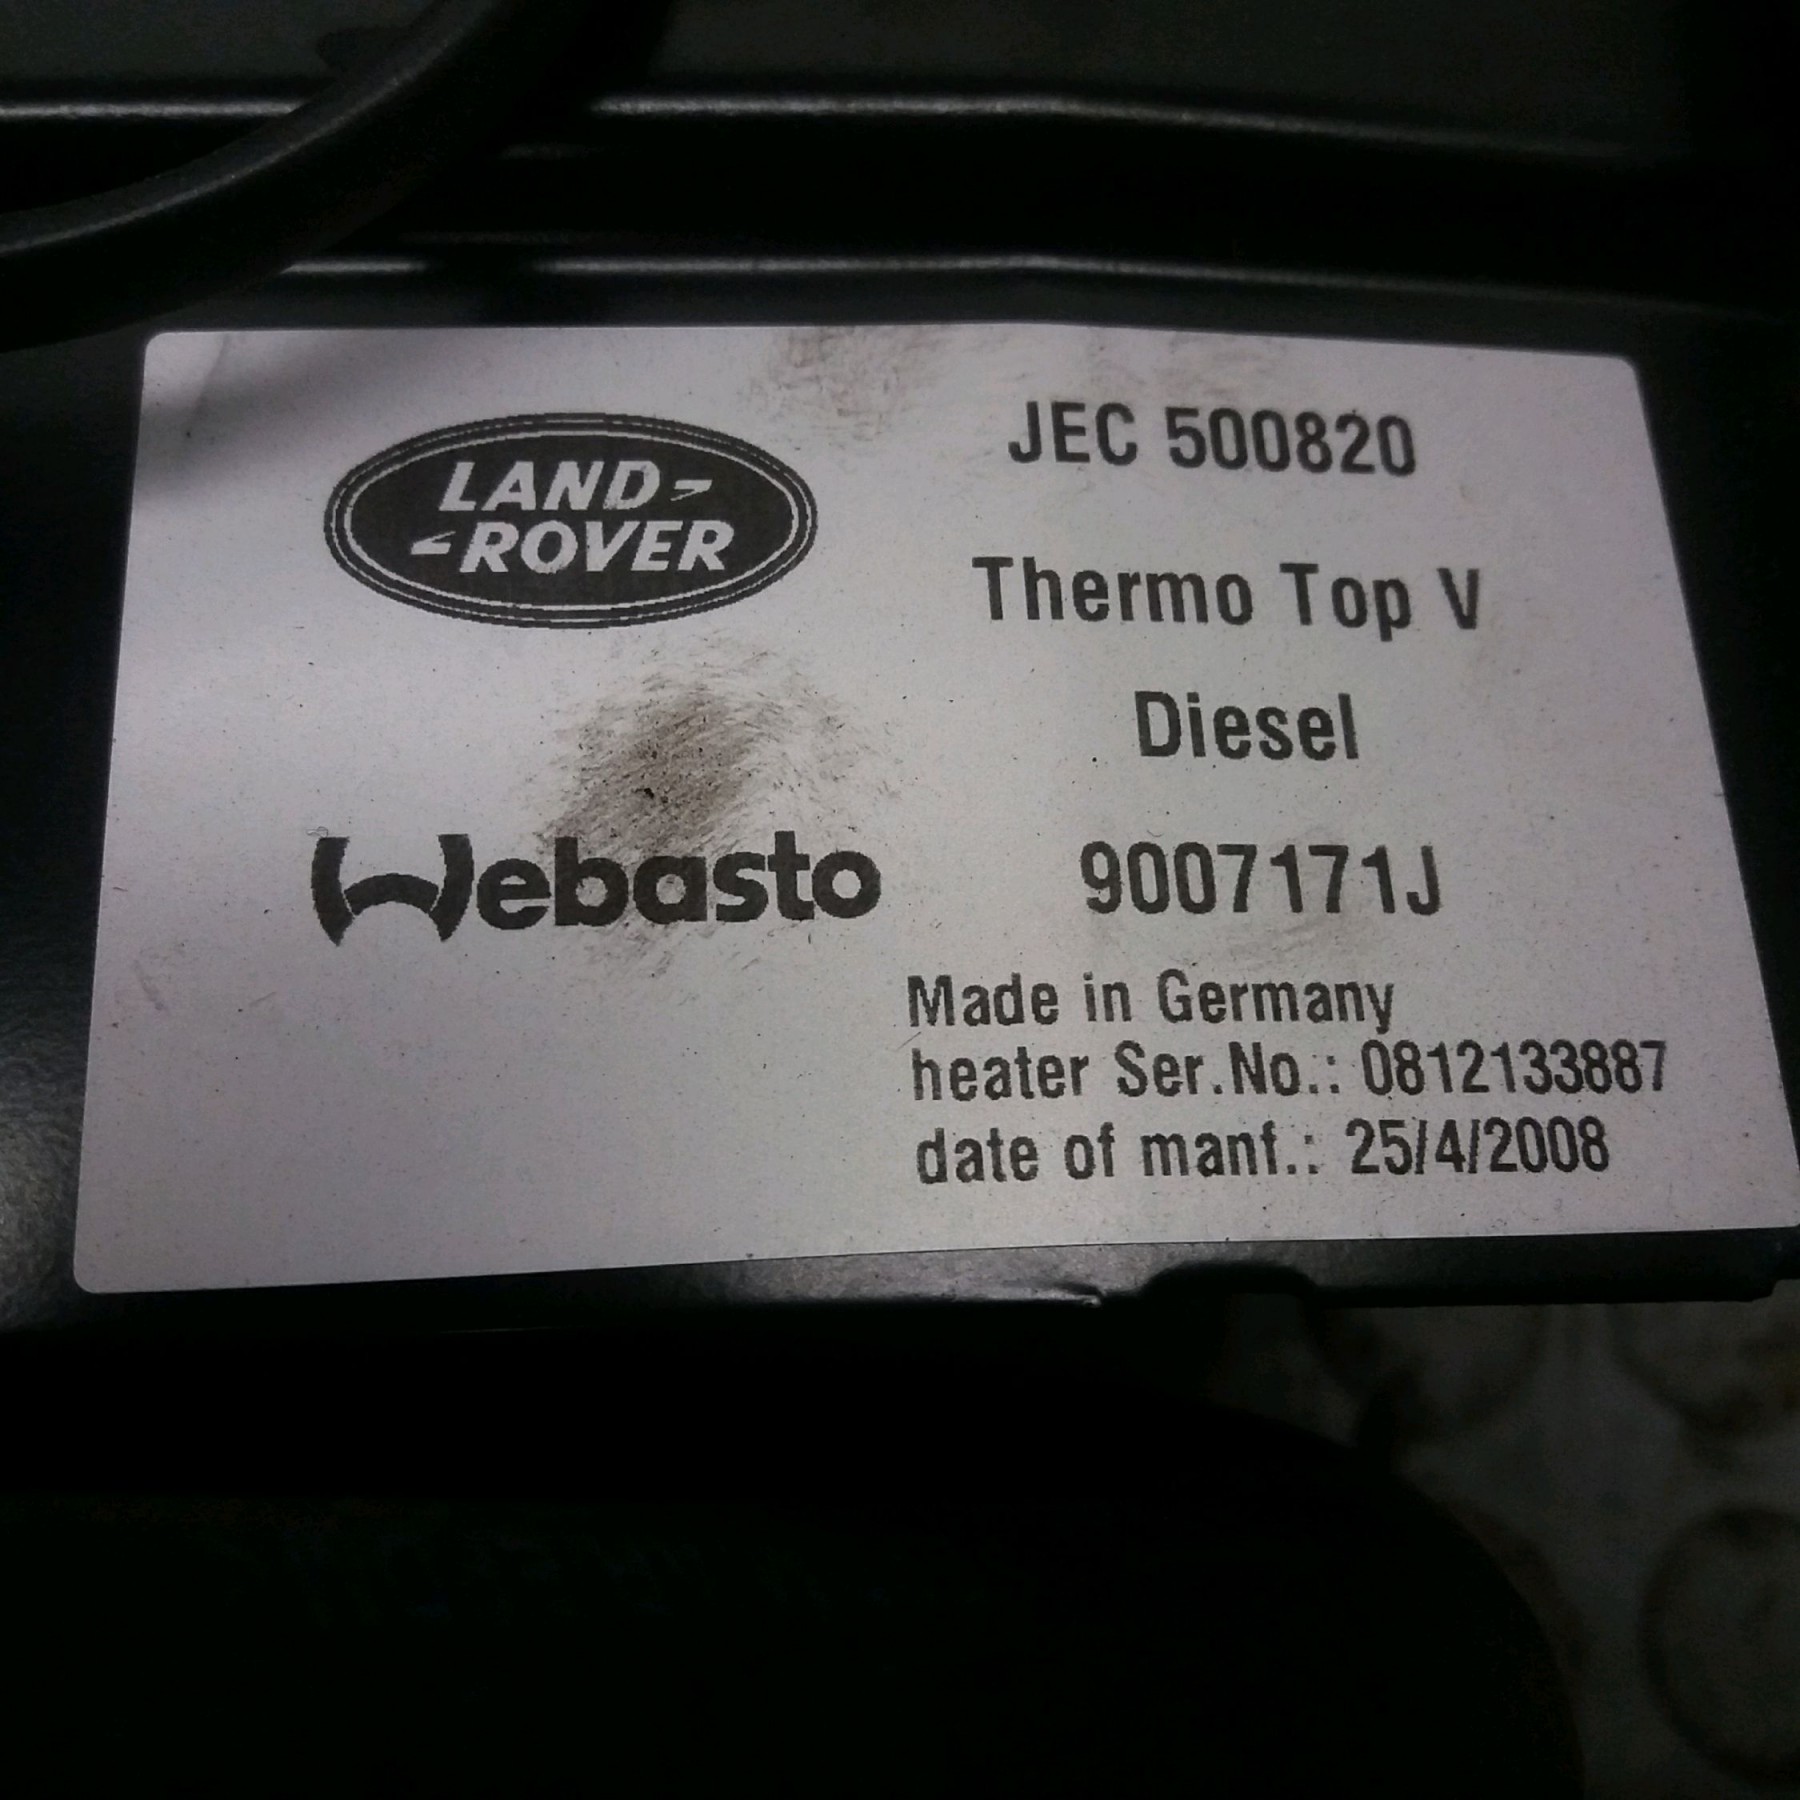 LAND-
-ROVER
JEC 500820
Thermo Top V
Diesel
Webasto
9007171J
Made in Germany
heater Ser.No.: 0812133887
date of manf.: 25/4/2008